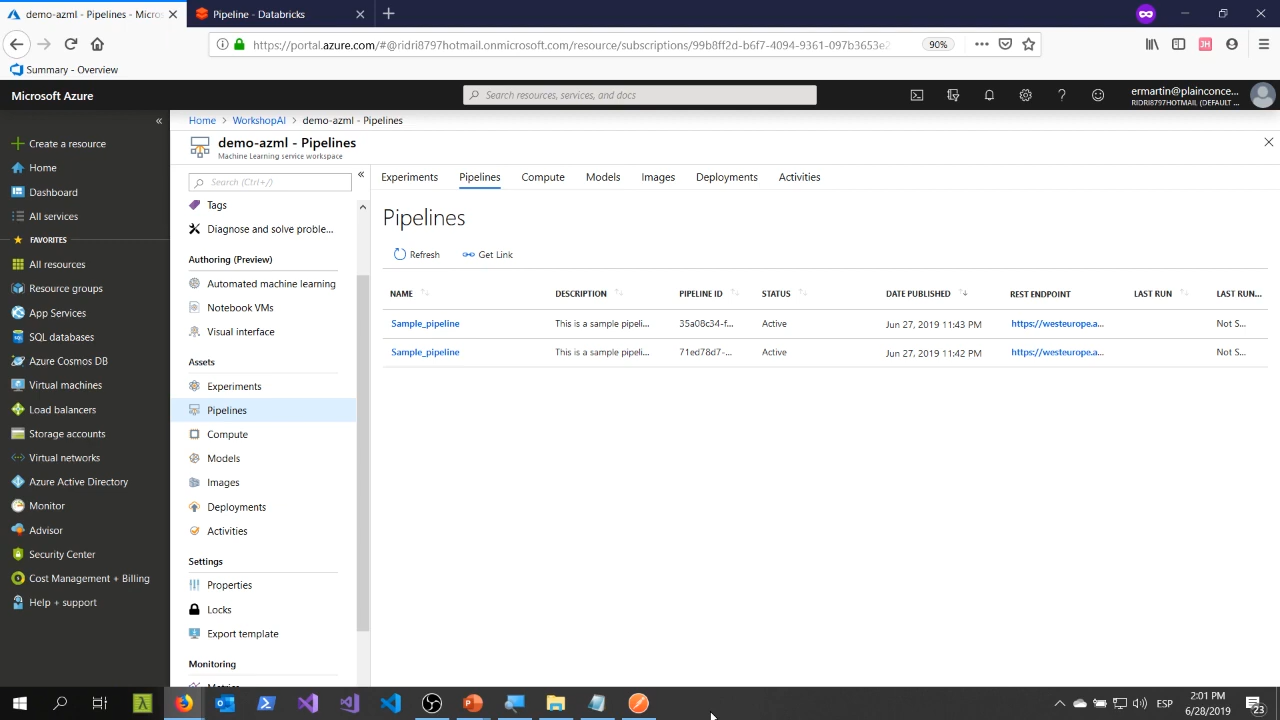 demo-azml - Pipelines - Micros
Pipeline - Databricks
https://portal.azure.com/#@ridri8797hotmail.onmicrosoft.com/resource/subscriptions/99b8ff2d-b6f7-4094-9361-097b3653e2
90%
Summary - Overview
Microsoft Azure
Search resources, services, and docs
ermartin@plainconce...
RIDRI8797HOTMAIL (DEFAULT ...
Home > WorkshopAI > demo-azml - Pipelines
demo-azml - Pipelines
Machine Learning service workspace
Create a resource
Home
Dashboard
All services
FAVORITES
All resources
Resource groups
App Services
SQL databases
Azure Cosmos DB
Virtual machines
Load balancers
Storage accounts
Virtual networks
Azure Active Directory
Monitor
Advisor
Security Center
Cost Management + Billing
Help + support
Search (Ctrl+/)
Tags
Diagnose and solve proble...
Authoring (Preview)
Automated machine learning
Notebook VMs
Visual interface
Assets
Experiments
Pipelines
Compute
Models
Images
Deployments
Activities
Settings
Properties
Locks
Export template
Monitoring
Metrics
Experiments Pipelines Compute Models Images Deployments Activities
Pipelines
Refresh Get Link
NAME DESCRIPTION PIPELINE ID STATUS DATE PUBLISHED REST ENDPOINT LAST RUN LAST RUN...
Sample_pipeline This is a sample pipeli... 35a08c34-f... Active Jun 27, 2019 11:43 PM https://westeurope.a... Not S...
Sample_pipeline This is a sample pipeli... 71ed78d7-... Active Jun 27, 2019 11:42 PM https://westeurope.a... Not S...
ESP
2:01 PM
6/28/2019
23